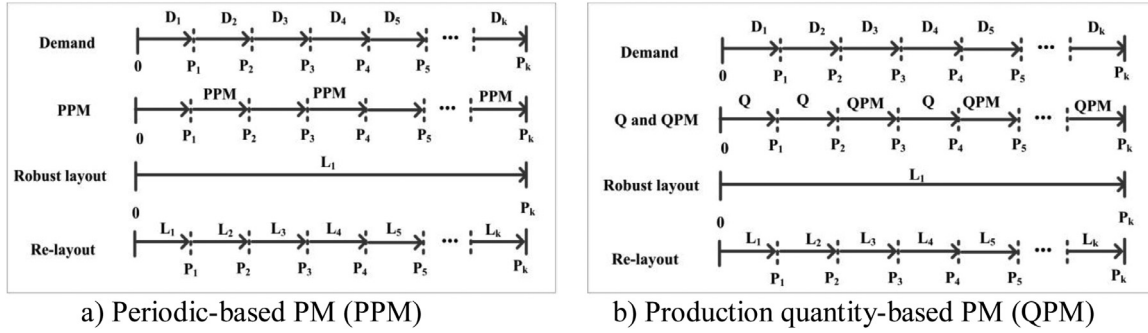 D₁ D₂ D₃ D₄ D₅ ••• Dₖ
Demand
0 P₁ P₂ P₃ P₄ P₅ Pₖ
PPM PPM PPM
PPM •••
0 P₁ P₂ P₃ P₄ P₅ Pₖ
L₁
Robust layout
0 Pₖ
L₁ L₂ L₃ L₄ L₅ ••• Lₖ
Re-layout
P₁ P₂ P₃ P₄ P₅ Pₖ
a) Periodic-based PM (PPM)
D₁ D₂ D₃ D₄ D₅ ••• Dₖ
Demand
0 P₁ P₂ P₃ P₄ P₅ Pₖ
Q Q QPM Q QPM ••• QPM
Q and QPM
0 P₁ P₂ P₃ P₄ P₅ Pₖ
Robust layout L₁
0 Pₖ
L₁ L₂ L₃ L₄ L₅ ••• Lₖ
Re-layout
P₁ P₂ P₃ P₄ P₅ Pₖ
b) Production quantity-based PM (QPM)